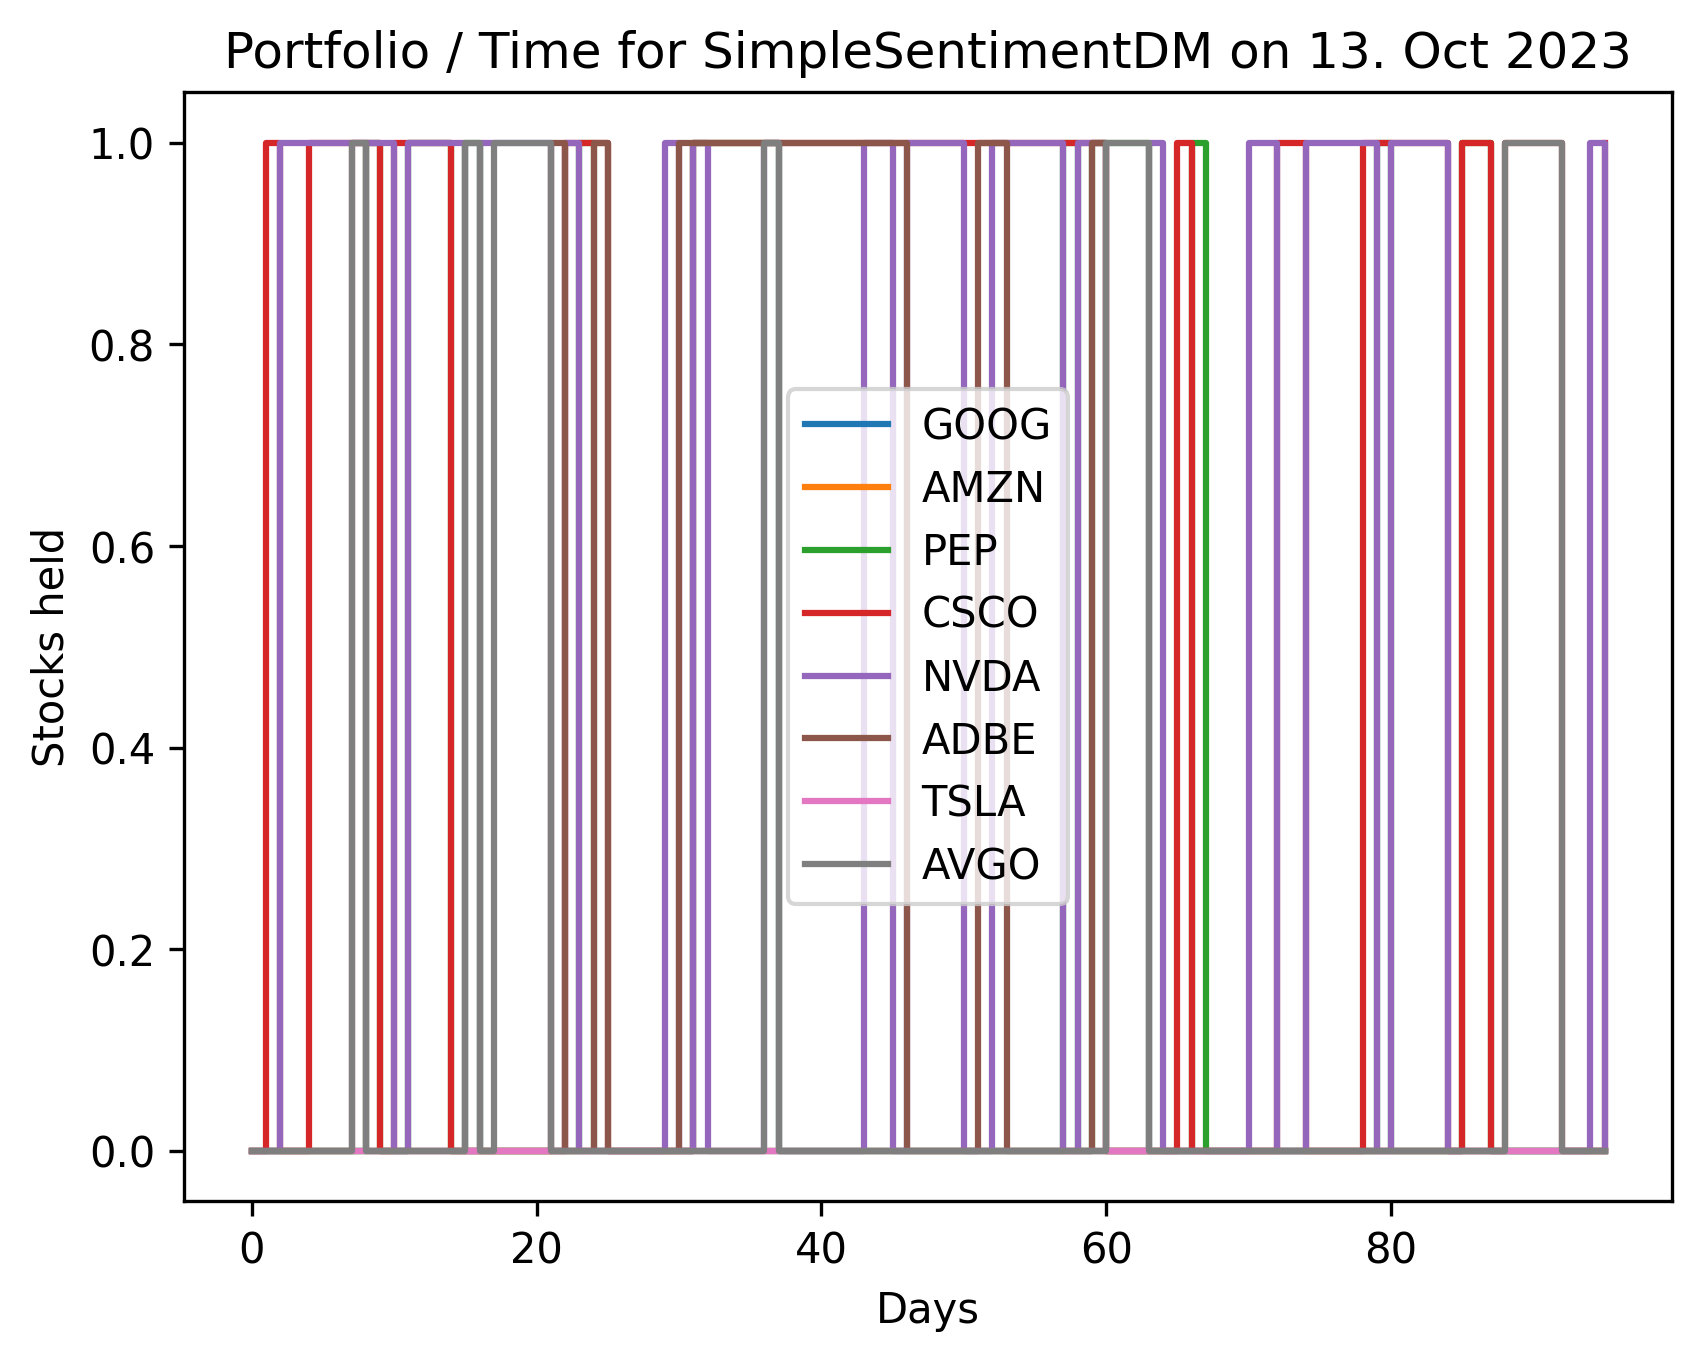 Portfolio / Time for SimpleSentimentDM on 13. Oct 2023
1.0
0.8
0.6
0.4
0.2
0.0
Stocks held
GOOG
AMZN
PEP
CSCO
NVDA
ADBE
TSLA
AVGO
0 20 40 60 80
Days